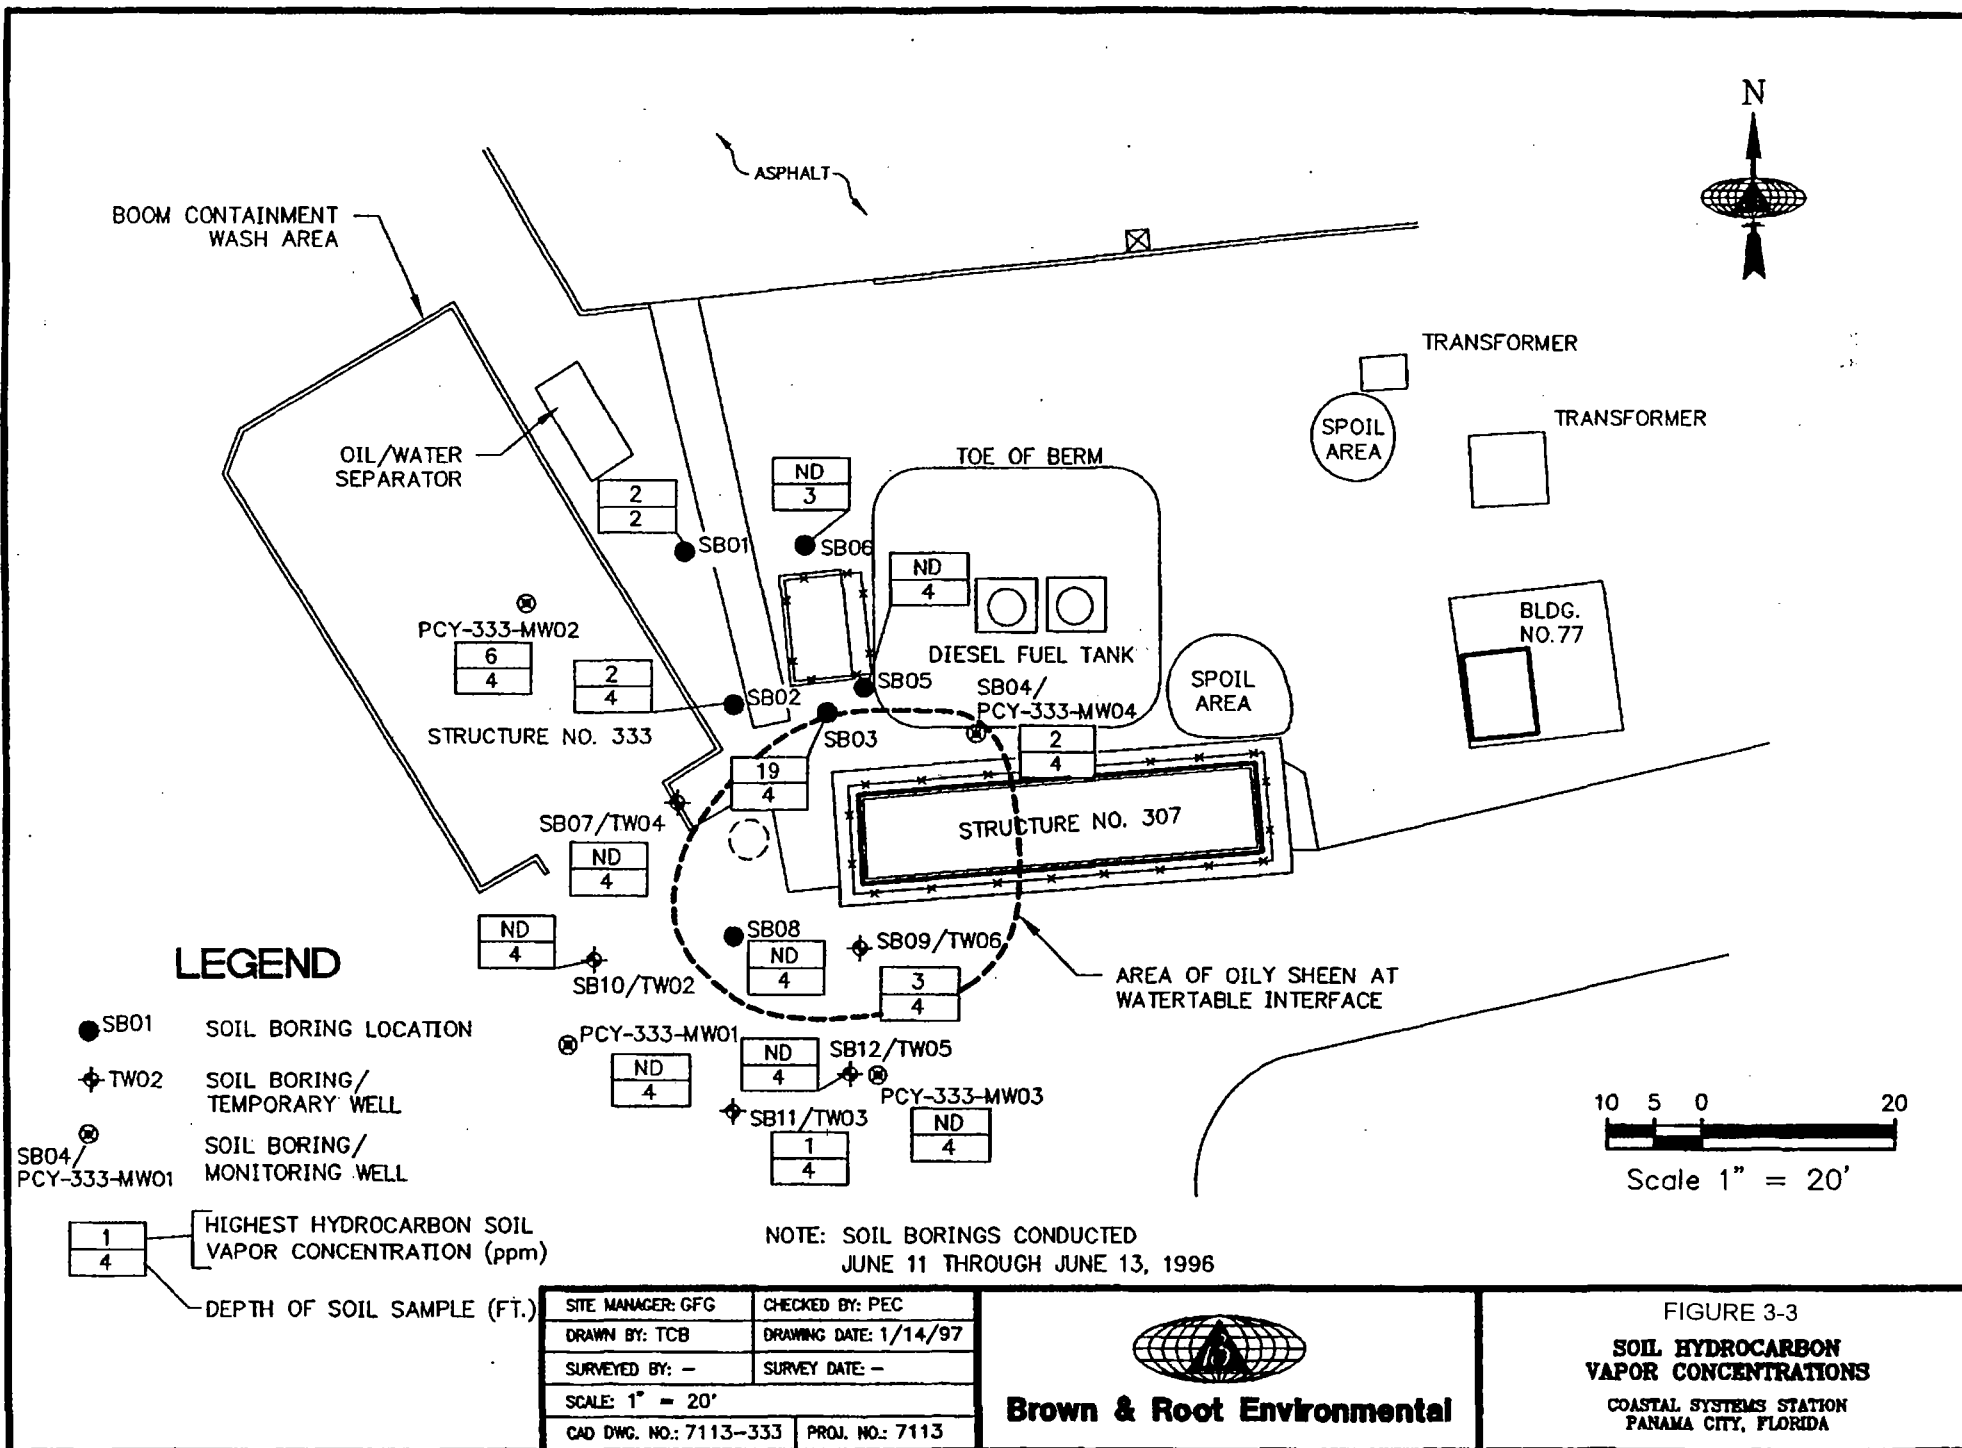 N
ASPHALT
BOOM CONTAINMENT
WASH AREA
TRANSFORMER
TRANSFORMER
SPOIL
AREA
OIL/WATER
SEPARATOR
TOE OF BERM
ND
3
2
2
SB01
SB06
ND
4
PCY-333-MW02
6
4
2
4
SB02
SB05
DIESEL FUEL TANK
SB04/
PCY-333-MW04
2
4
SPOIL
AREA
BLDG.
NO.77
STRUCTURE NO. 333
SB03
19
4
SB07/TW04
ND
4
STRUCTURE NO. 307
ND
4
SB10/TW02
SB08
ND
4
SB09/TW06
3
4
AREA OF OILY SHEEN AT
WATERTABLE INTERFACE
PCY-333-MW01
ND
4
ND
4
SB12/TW05
PCY-333-MW03
ND
4
SB11/TW03
1
4
LEGEND
SB01
SOIL BORING LOCATION
TW02
SOIL BORING/
TEMPORARY WELL
SB04/
PCY-333-MW01
SOIL BORING/
MONITORING WELL
1
4
HIGHEST HYDROCARBON SOIL
VAPOR CONCENTRATION (ppm)
DEPTH OF SOIL SAMPLE (FT.)
10 5 0 20
Scale 1" = 20'
NOTE: SOIL BORINGS CONDUCTED
JUNE 11 THROUGH JUNE 13, 1996
SITE MANAGER: GFG
CHECKED BY: PEC
DRAWN BY: TCB
DRAWING DATE: 1/14/97
SURVEYED BY: –
SURVEY DATE: –
SCALE: 1" = 20'
CAD DWG. NO.: 7113-333
PROJ. NO.: 7113
Brown & Root Environmental
FIGURE 3-3
SOIL HYDROCARBON
VAPOR CONCENTRATIONS
COASTAL SYSTEMS STATION
PANAMA CITY, FLORIDA